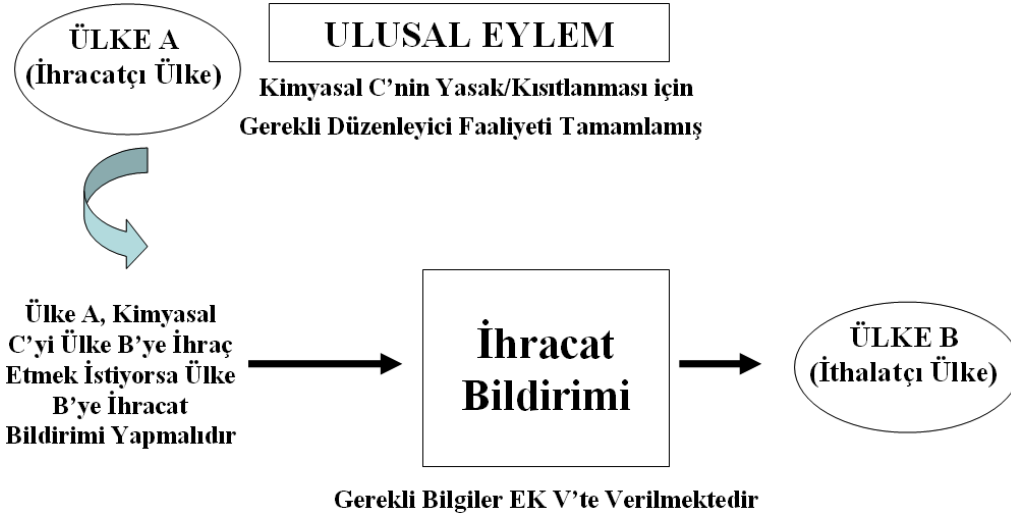 ÜLKE A
(İhracatçı Ülke)
ULUSAL EYLEM
Kimyasal C’nin Yasak/Kısıtlanması için
Gerekli Düzenleyici Faaliyeti Tamamlamış
Ülke A, Kimyasal
C’yi Ülke B’ye İhraç
Etmek İstiyorsa Ülke
B’ye İhracat
Bildirimi Yapmalıdır
İhracat
Bildirimi
ÜLKE B
(İthalatçı Ülke)
Gerekli Bilgiler EK V’te Verilmektedir